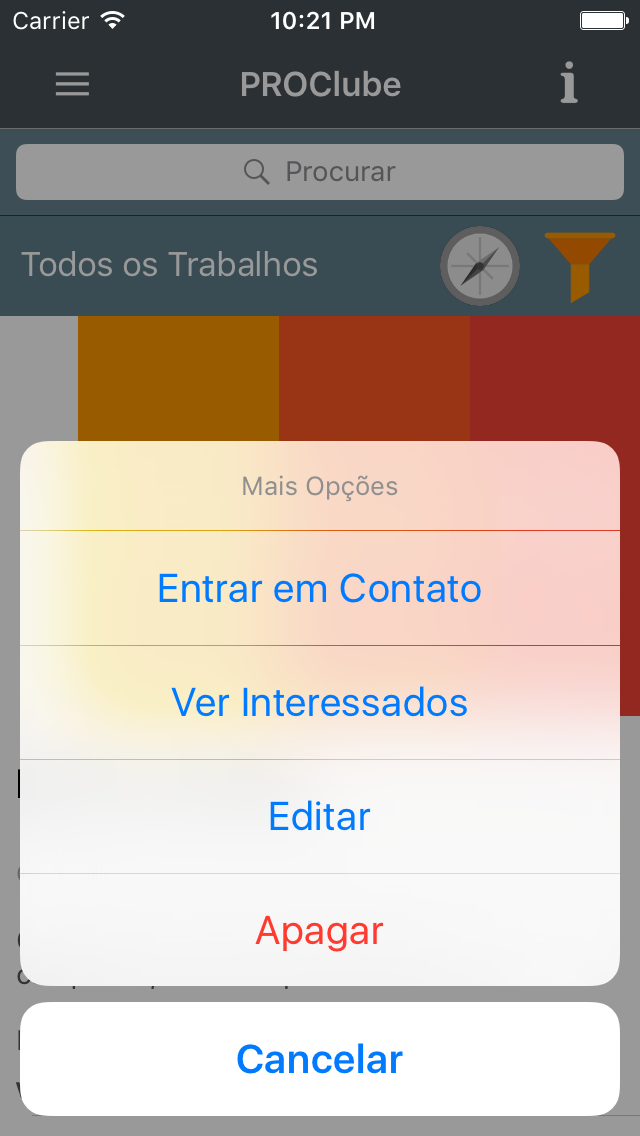 Carrier 10:21 PM
PROClube
Procurar
Todos os Trabalhos
Mais Opções
Entrar em Contato
Ver Interessados
Editar
Apagar
Cancelar